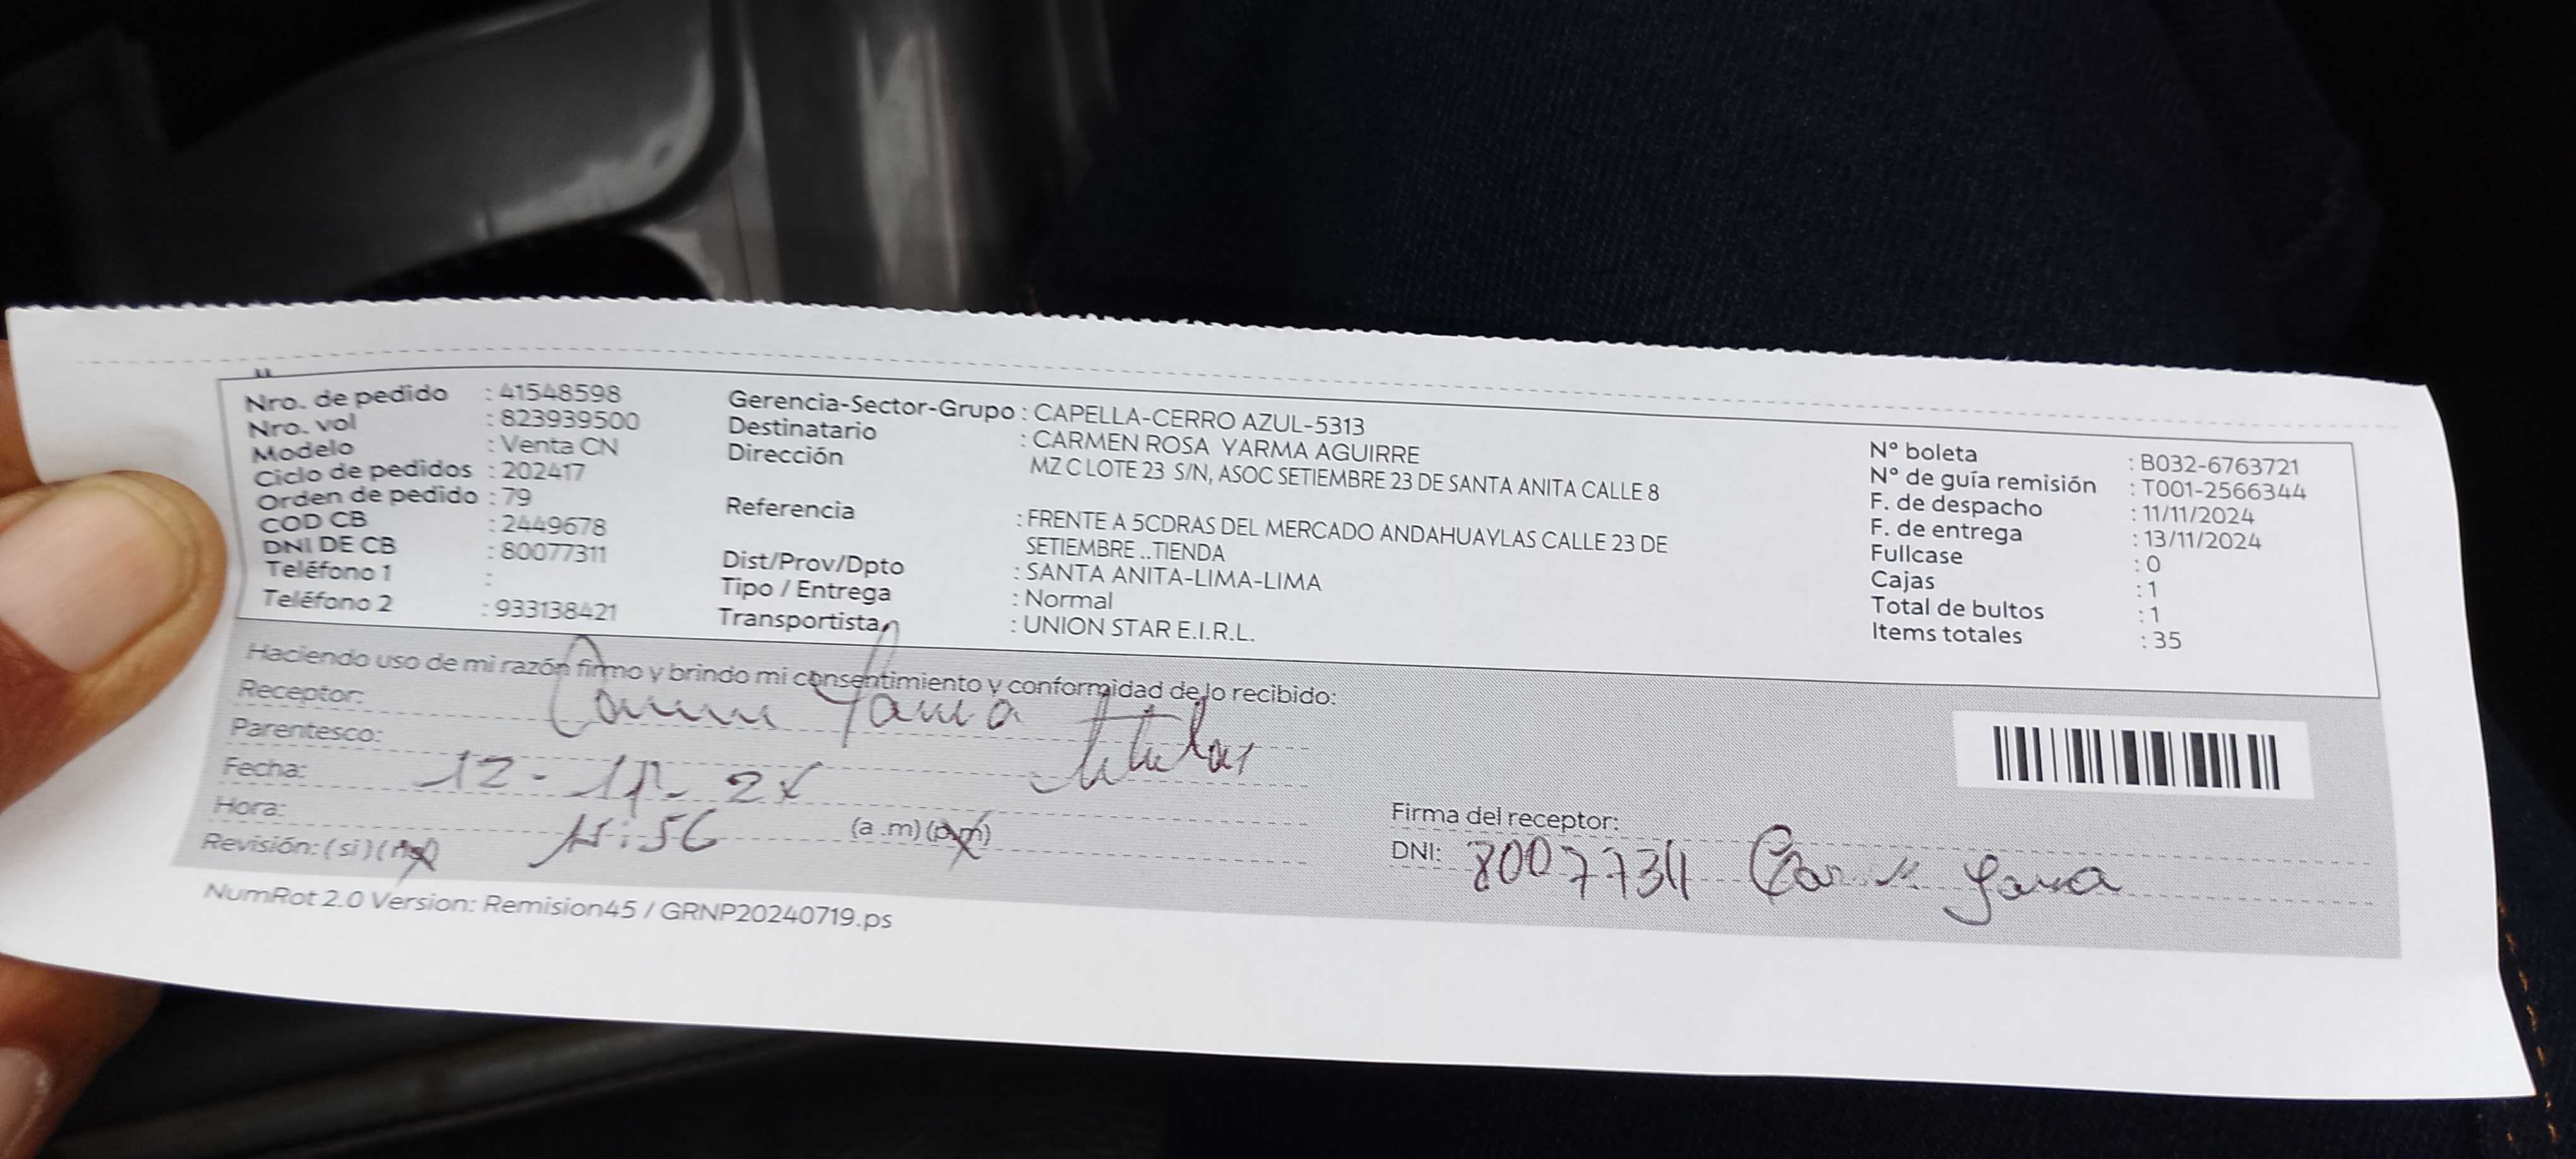 Nro. de pedido : 41548598
Nro. vol : 823939500
Modelo : Venta CN
Ciclo de pedidos : 202417
Orden de pedido : 79
COD CB : 2449678
DNI DE CB : 80077311
Teléfono 1 :
Teléfono 2 : 933138421
Gerencia-Sector-Grupo : CAPELLA-CERRO AZUL-5313
Destinatario : CARMEN ROSA YARMA AGUIRRE
Dirección MZ C LOTE 23 S/N, ASOC SETIEMBRE 23 DE SANTA ANITA CALLE 8
Referencia : FRENTE A 5CDRAS DEL MERCADO ANDAHUAYLAS CALLE 23 DE
SETIEMBRE ..TIENDA
Dist/Prov/Dpto : SANTA ANITA-LIMA-LIMA
Tipo / Entrega : Normal
Transportista : UNION STAR E.I.R.L.
N° boleta : B032-6763721
N° de guía remisión : T001-2566344
F. de despacho : 11/11/2024
F. de entrega : 13/11/2024
Fullcase : 0
Cajas : 1
Total de bultos : 1
Items totales : 35
Haciendo uso de mi razón firmo y brindo mi consentimiento y conformidad de lo recibido:
Receptor: Carmen Yarma
Parentesco: titular
Fecha: 12-11-24
Hora: :56 (a .m) (p.m)
Revisión: (si) (no)
Firma del receptor:
DNI: 80077311 Carmen Yarma
NumRot 2.0 Version: Remision45 / GRNP20240719.ps